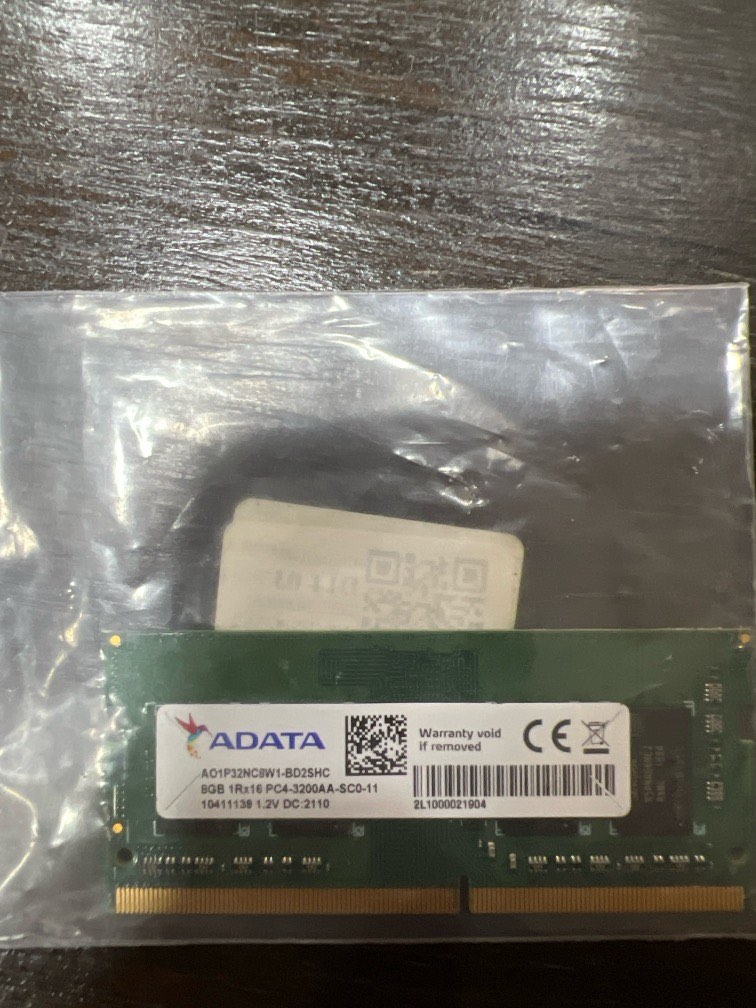 ADATA
Warranty void
if removed
CE
AO1P32NC8W1-BD2SHC
8GB 1Rx16 PC4-3200AA-SC0-11
10411139 1.2V DC:2110
2L1000021904